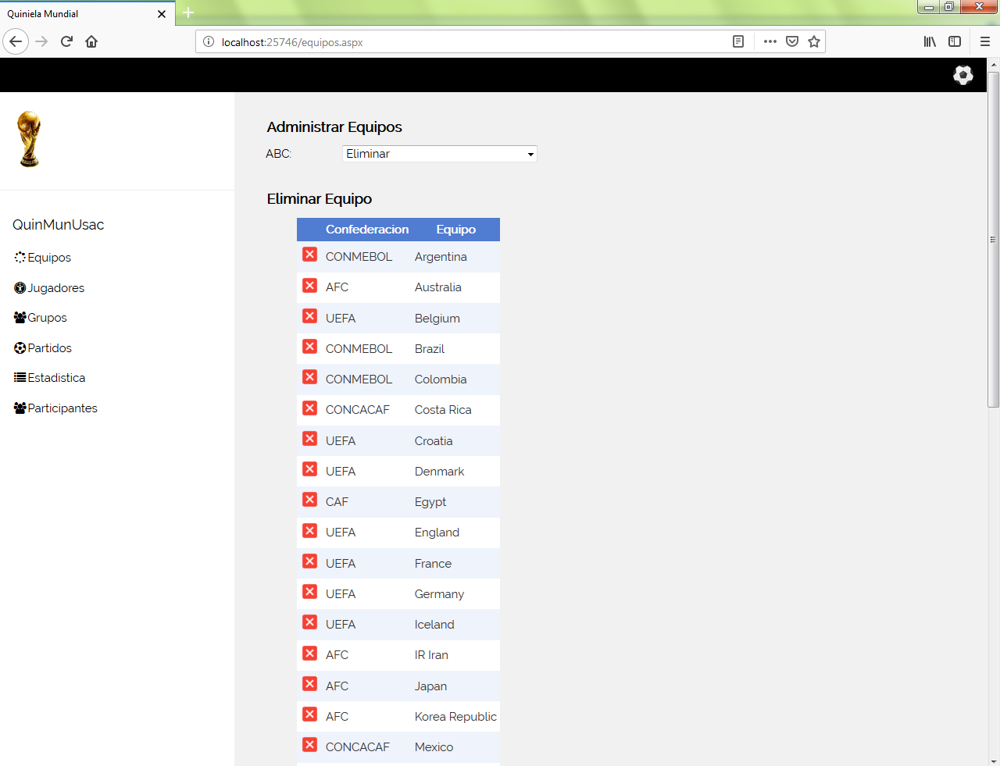 Quiniela Mundial
localhost:25746/equipos.aspx
Administrar Equipos
ABC: Eliminar
Eliminar Equipo
QuinMunUsac
Equipos
Jugadores
Grupos
Partidos
Estadistica
Participantes
Confederacion Equipo
CONMEBOL Argentina
AFC Australia
UEFA Belgium
CONMEBOL Brazil
CONMEBOL Colombia
CONCACAF Costa Rica
UEFA Croatia
UEFA Denmark
CAF Egypt
UEFA England
UEFA France
UEFA Germany
UEFA Iceland
AFC IR Iran
AFC Japan
AFC Korea Republic
CONCACAF Mexico